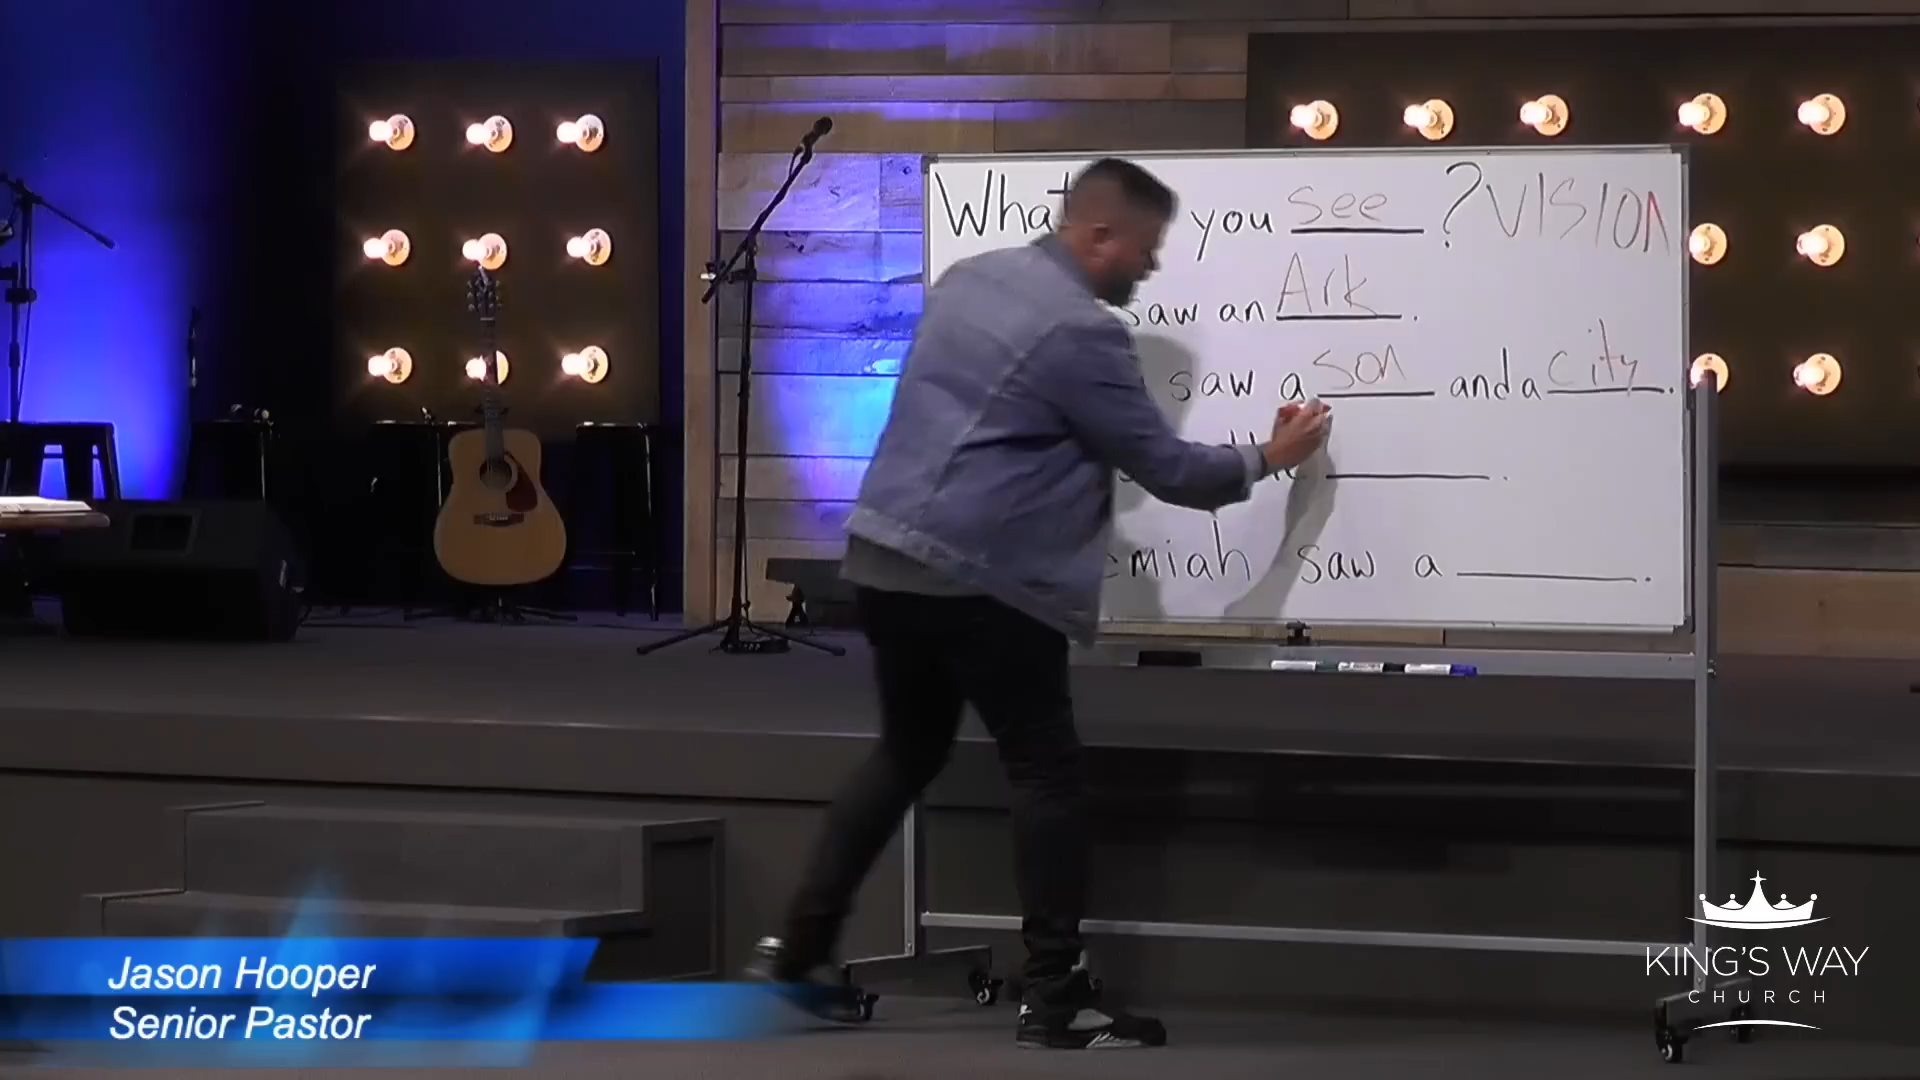 What you see ? VISION
saw an Ark .
saw a son and a city .
emiah saw a .
Jason Hooper
Senior Pastor
KING'S WAY
CHURCH